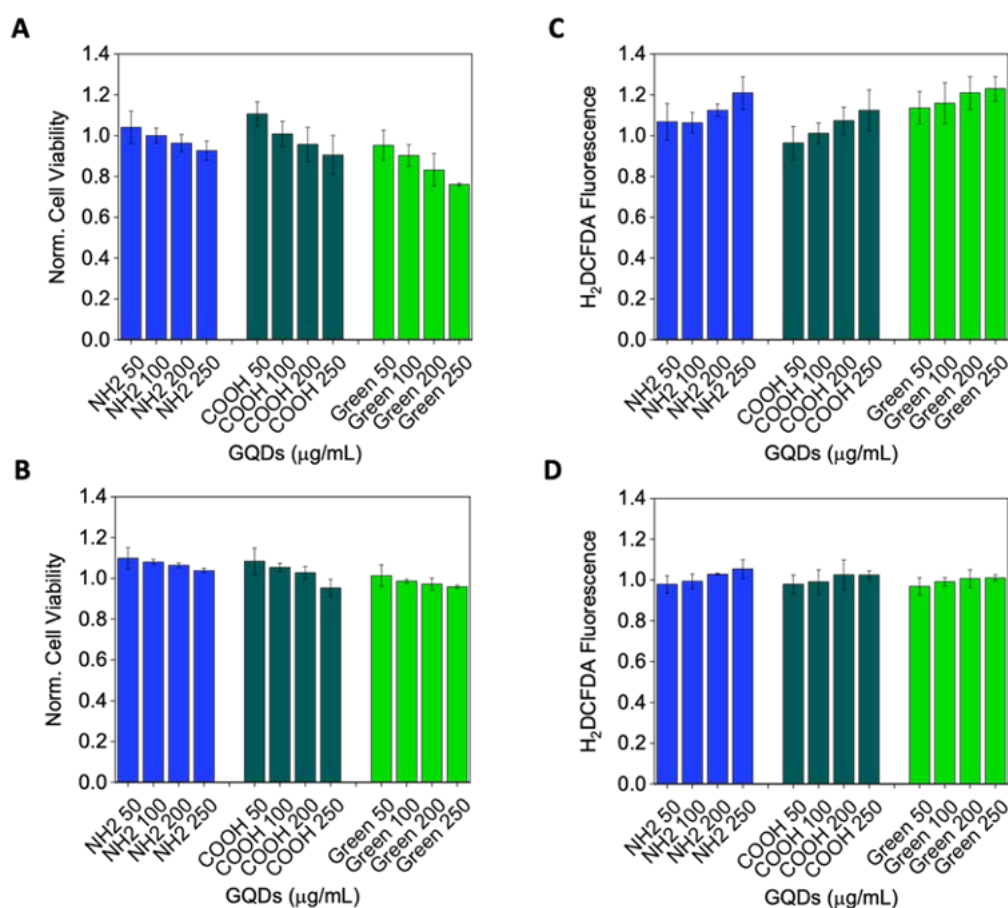 A
Norm. Cell Viability
1.4
1.2
1.0
0.8
0.6
0.4
0.2
0.0
NH2 50
NH2 100
NH2 200
NH2 250
COOH 50
COOH 100
COOH 200
COOH 250
Green 50
Green 100
Green 200
Green 250
GQDs (μg/mL)
C
H₂DCFDA Fluorescence
1.4
1.2
1.0
0.8
0.6
0.4
0.2
0.0
NH2 50
NH2 100
NH2 200
NH2 250
COOH 50
COOH 100
COOH 200
COOH 250
Green 50
Green 100
Green 200
Green 250
GQDs (μg/mL)
B
Norm. Cell Viability
1.4
1.2
1.0
0.8
0.6
0.4
0.2
0.0
NH2 50
NH2 100
NH2 200
NH2 250
COOH 50
COOH 100
COOH 200
COOH 250
Green 50
Green 100
Green 200
Green 250
GQDs (μg/mL)
D
H₂DCFDA Fluorescence
1.4
1.2
1.0
0.8
0.6
0.4
0.2
0.0
NH2 50
NH2 100
NH2 200
NH2 250
COOH 50
COOH 100
COOH 200
COOH 250
Green 50
Green 100
Green 200
Green 250
GQDs (μg/mL)